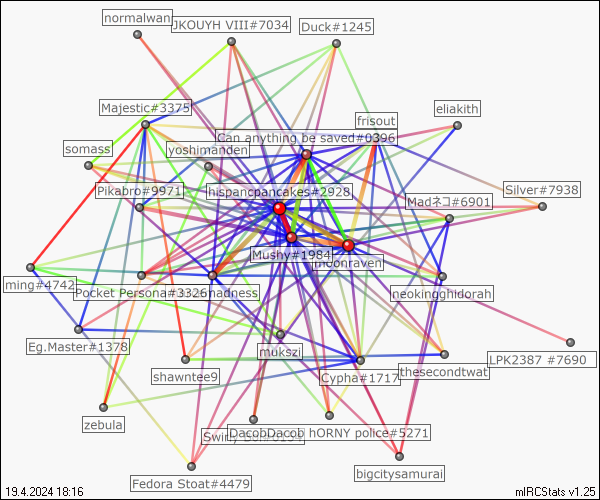 normalwan
JKOUYH VIII#7034
Duck#1245
Majestic#3375
frisout
eliakith
Can anything be saved#0396
somass
yoshimanden
Pikabro#9971
hispanicpancakes#2928
Silver#7938
Madネコ#6901
Mushy#1984
moonraven
ming#4742
Pocket Persona#3326
madness
neokingghidorah
Eg.Master#1378
mukszi
LPK2387 #7690
shawntee9
Cypha#1717
thesecondtwat
zebula
DacobDacob hORNY police#5271
Fedora Stoat#4479
bigcitysamurai
19.4.2024 18:16
mIRCStats v1.25